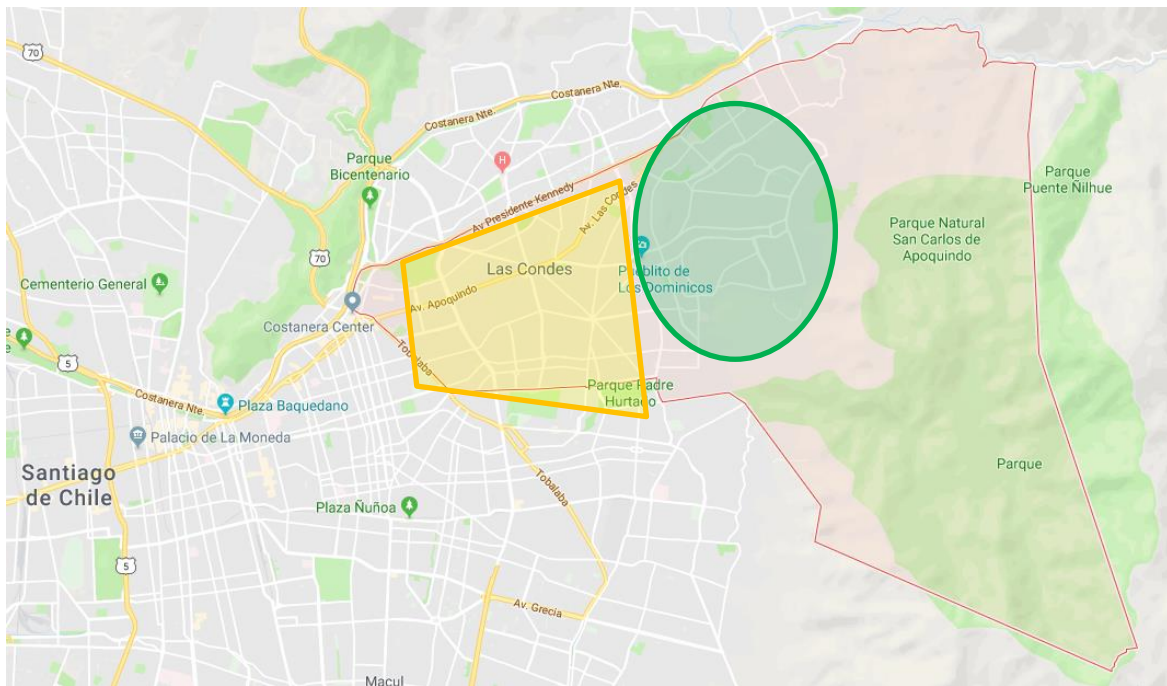 70
Costanera Nte.
Costanera Nte.
Parque
Bicentenario
H
Parque
Puente Ñilhue
Av Presidente Kennedy
Av. Las Condes
Parque Natural
San Carlos de
Apoquindo
70
Las Condes
Pueblito de
Los Dominicos
Cementerio General
Av. Apoquindo
Costanera Center
Tobalaba
5
Parque Padre
Hurtado
Costanera Nte.
Plaza Baquedano
Palacio de La Moneda
Santiago
de Chile
Parque
Tobalaba
Plaza Ñuñoa
5
Av. Grecia
Macul